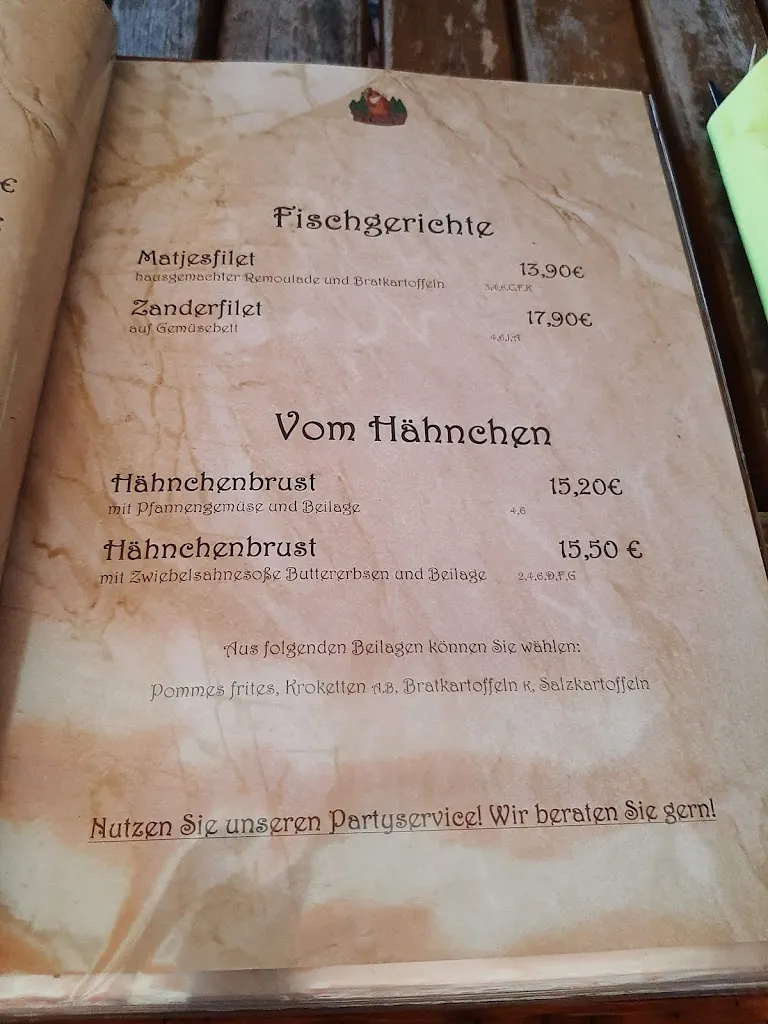 €
Fischgerichte
Matjesfilet 13,90€
hausgemachter Remoulade und Bratkartoffeln
Zanderfilet 17,90€
auf Gemüsebett
Vom Hähnchen
Hähnchenbrust 15,20€
mit Pfannengemüse und Beilage 4,6
Hähnchenbrust 15,50 €
mit Zwiebelsahnesoße Buttererbsen und Beilage 2,4,6,D,F,G
Aus folgenden Beilagen können Sie wählen:
Pommes frites, Kroketten A,B, Bratkartoffeln K, Salzkartoffeln
Nutzen Sie unseren Partyservice! Wir beraten Sie gern!